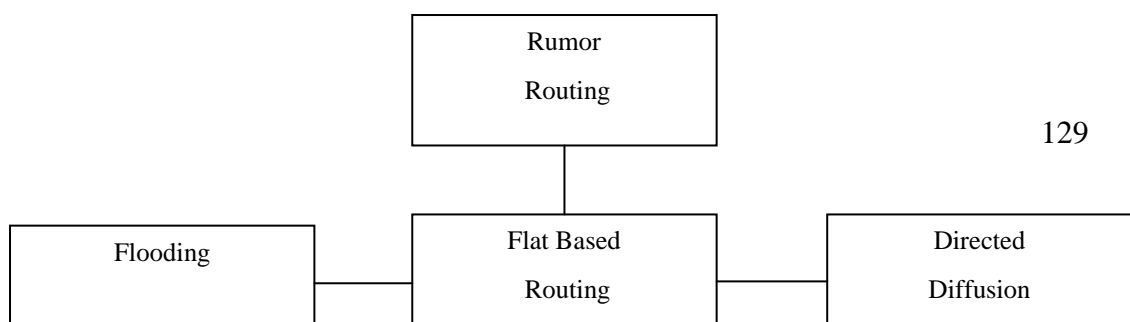 Rumor
Routing
129
Flooding
Flat Based
Routing
Directed
Diffusion